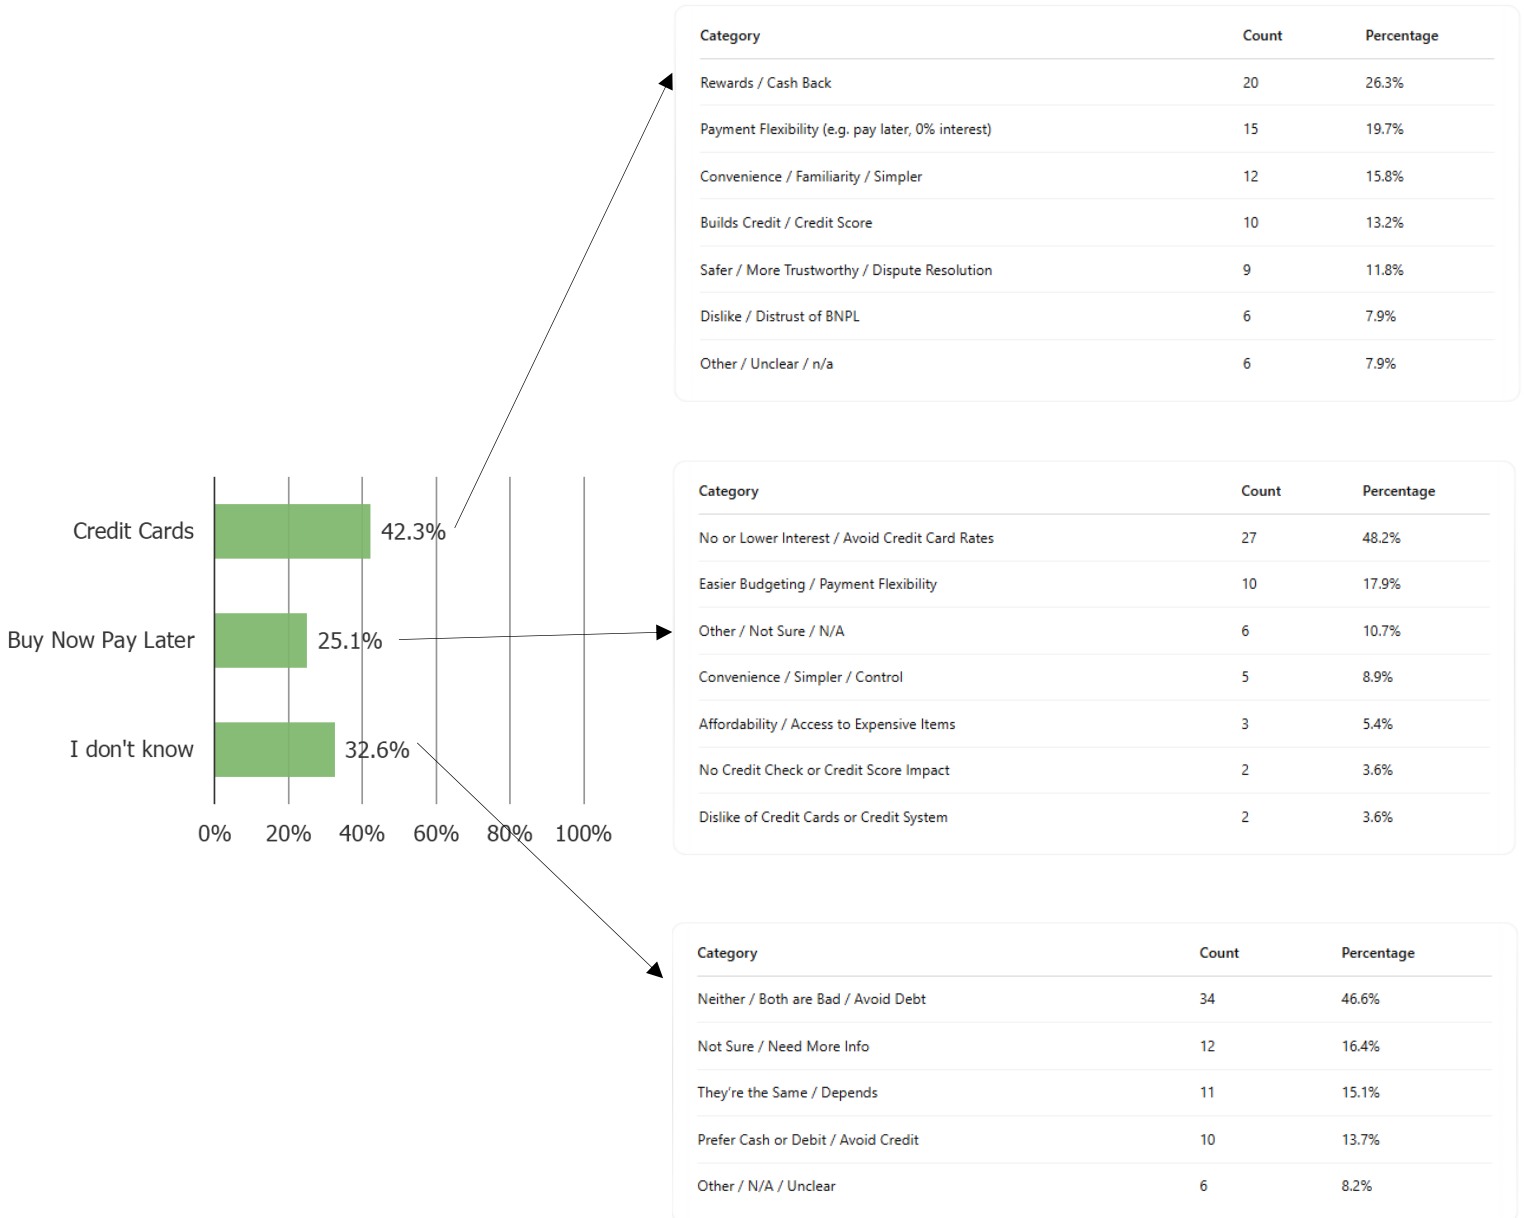 Category Count Percentage
Rewards / Cash Back 20 26.3%
Payment Flexibility (e.g. pay later, 0% interest) 15 19.7%
Convenience / Familiarity / Simpler 12 15.8%
Builds Credit / Credit Score 10 13.2%
Safer / More Trustworthy / Dispute Resolution 9 11.8%
Dislike / Distrust of BNPL 6 7.9%
Other / Unclear / n/a 6 7.9%
Credit Cards 42.3%
Buy Now Pay Later 25.1%
I don't know 32.6%
0% 20% 40% 60% 80% 100%
Category Count Percentage
No or Lower Interest / Avoid Credit Card Rates 27 48.2%
Easier Budgeting / Payment Flexibility 10 17.9%
Other / Not Sure / N/A 6 10.7%
Convenience / Simpler / Control 5 8.9%
Affordability / Access to Expensive Items 3 5.4%
No Credit Check or Credit Score Impact 2 3.6%
Dislike of Credit Cards or Credit System 2 3.6%
Category Count Percentage
Neither / Both are Bad / Avoid Debt 34 46.6%
Not Sure / Need More Info 12 16.4%
They're the Same / Depends 11 15.1%
Prefer Cash or Debit / Avoid Credit 10 13.7%
Other / N/A / Unclear 6 8.2%